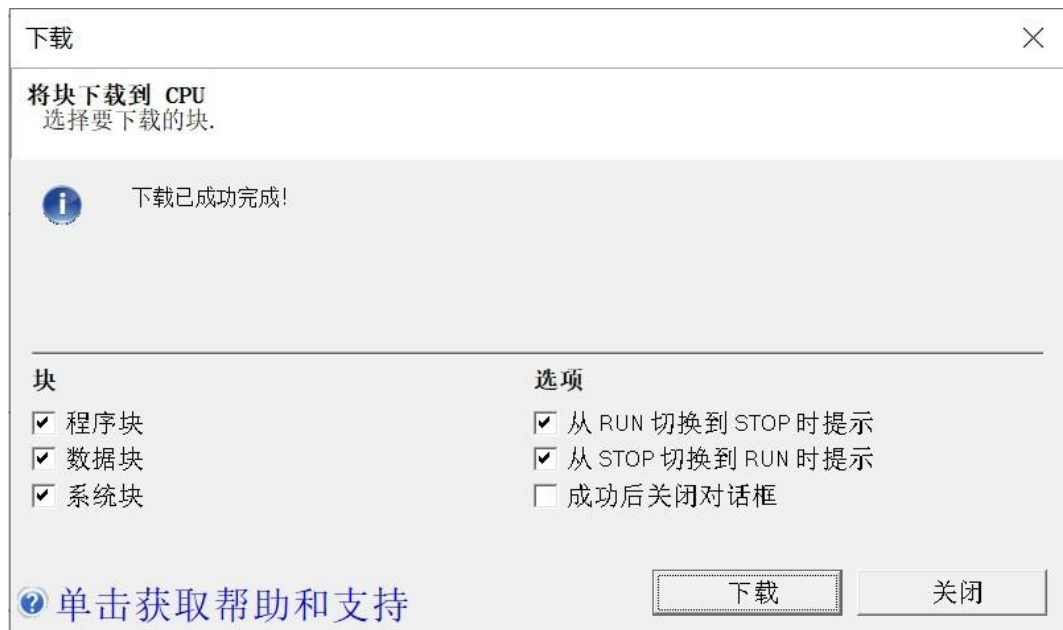 下载
将块下载到 CPU
选择要下载的块.
下载已成功完成!
块
选项
程序块
从 RUN 切换到 STOP 时提示
数据块
从 STOP 切换到 RUN 时提示
系统块
成功后关闭对话框
单击获取帮助和支持
下载
关闭